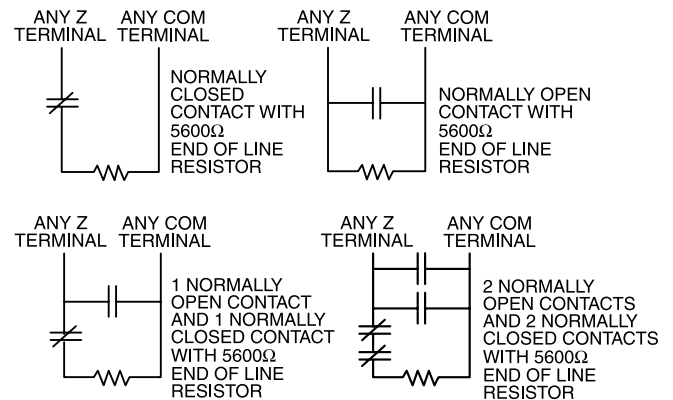 ANY Z ANY COM
TERMINAL TERMINAL
NORMALLY
CLOSED
CONTACT WITH
5600Ω
END OF LINE
RESISTOR
ANY Z ANY COM
TERMINAL TERMINAL
NORMALLY OPEN
CONTACT WITH
5600Ω
END OF LINE
RESISTOR
ANY Z ANY COM
TERMINAL TERMINAL
1 NORMALLY
OPEN CONTACT
AND 1 NORMALLY
CLOSED CONTACT
WITH 5600Ω
END OF LINE
RESISTOR
ANY Z ANY COM
TERMINAL TERMINAL
2 NORMALLY
OPEN CONTACTS
AND 2 NORMALLY
CLOSED CONTACTS
WITH 5600Ω
END OF LINE
RESISTOR